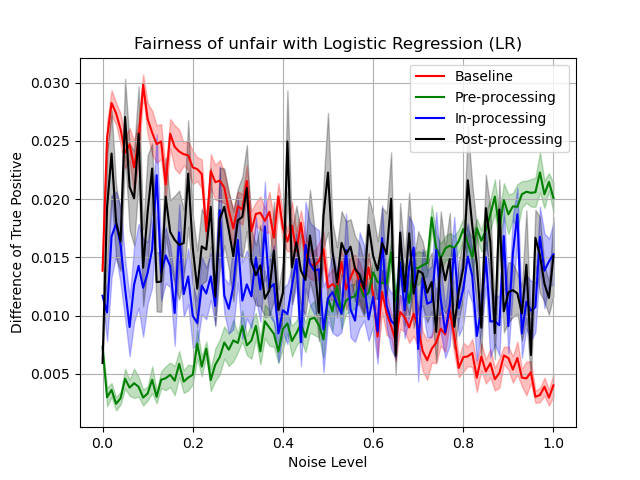 Fairness of unfair with Logistic Regression (LR)
Baseline
Pre-processing
In-processing
Post-processing
Difference of True Positive
0.030
0.025
0.020
0.015
0.010
0.005
0.0 0.2 0.4 0.6 0.8 1.0
Noise Level